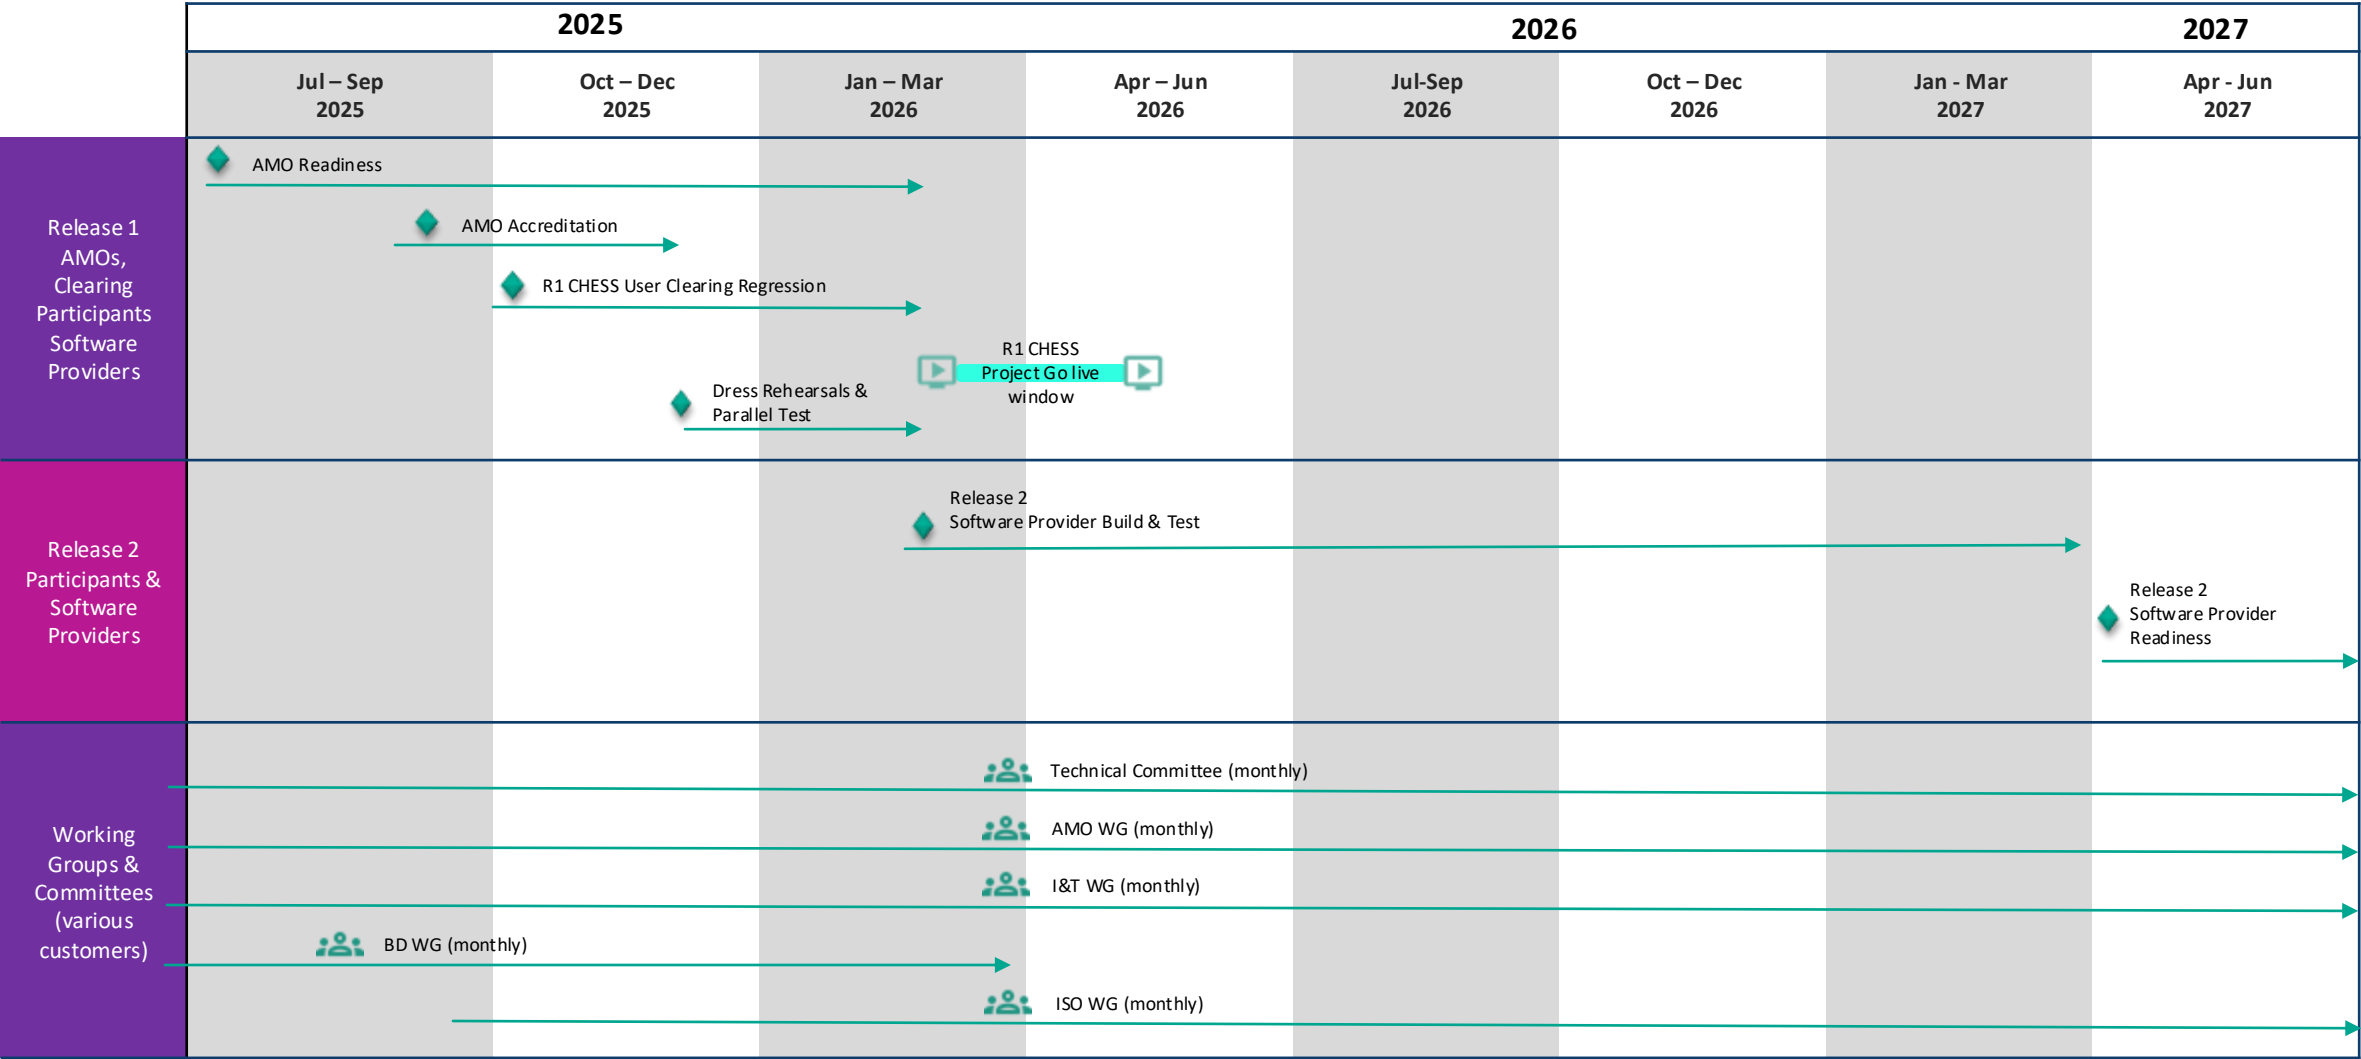 2025
2026
2027
Jul – Sep
2025
Oct – Dec
2025
Jan – Mar
2026
Apr – Jun
2026
Jul-Sep
2026
Oct – Dec
2026
Jan - Mar
2027
Apr - Jun
2027
Release 1
AMOs,
Clearing
Participants
Software
Providers
AMO Readiness
AMO Accreditation
R1 CHESS User Clearing Regression
R1 CHESS
Project Go live
window
Dress Rehearsals &
Parallel Test
Release 2
Participants &
Software
Providers
Release 2
Software Provider Build & Test
Release 2
Software Provider
Readiness
Working
Groups &
Committees
(various
customers)
Technical Committee (monthly)
AMO WG (monthly)
I&T WG (monthly)
BD WG (monthly)
ISO WG (monthly)